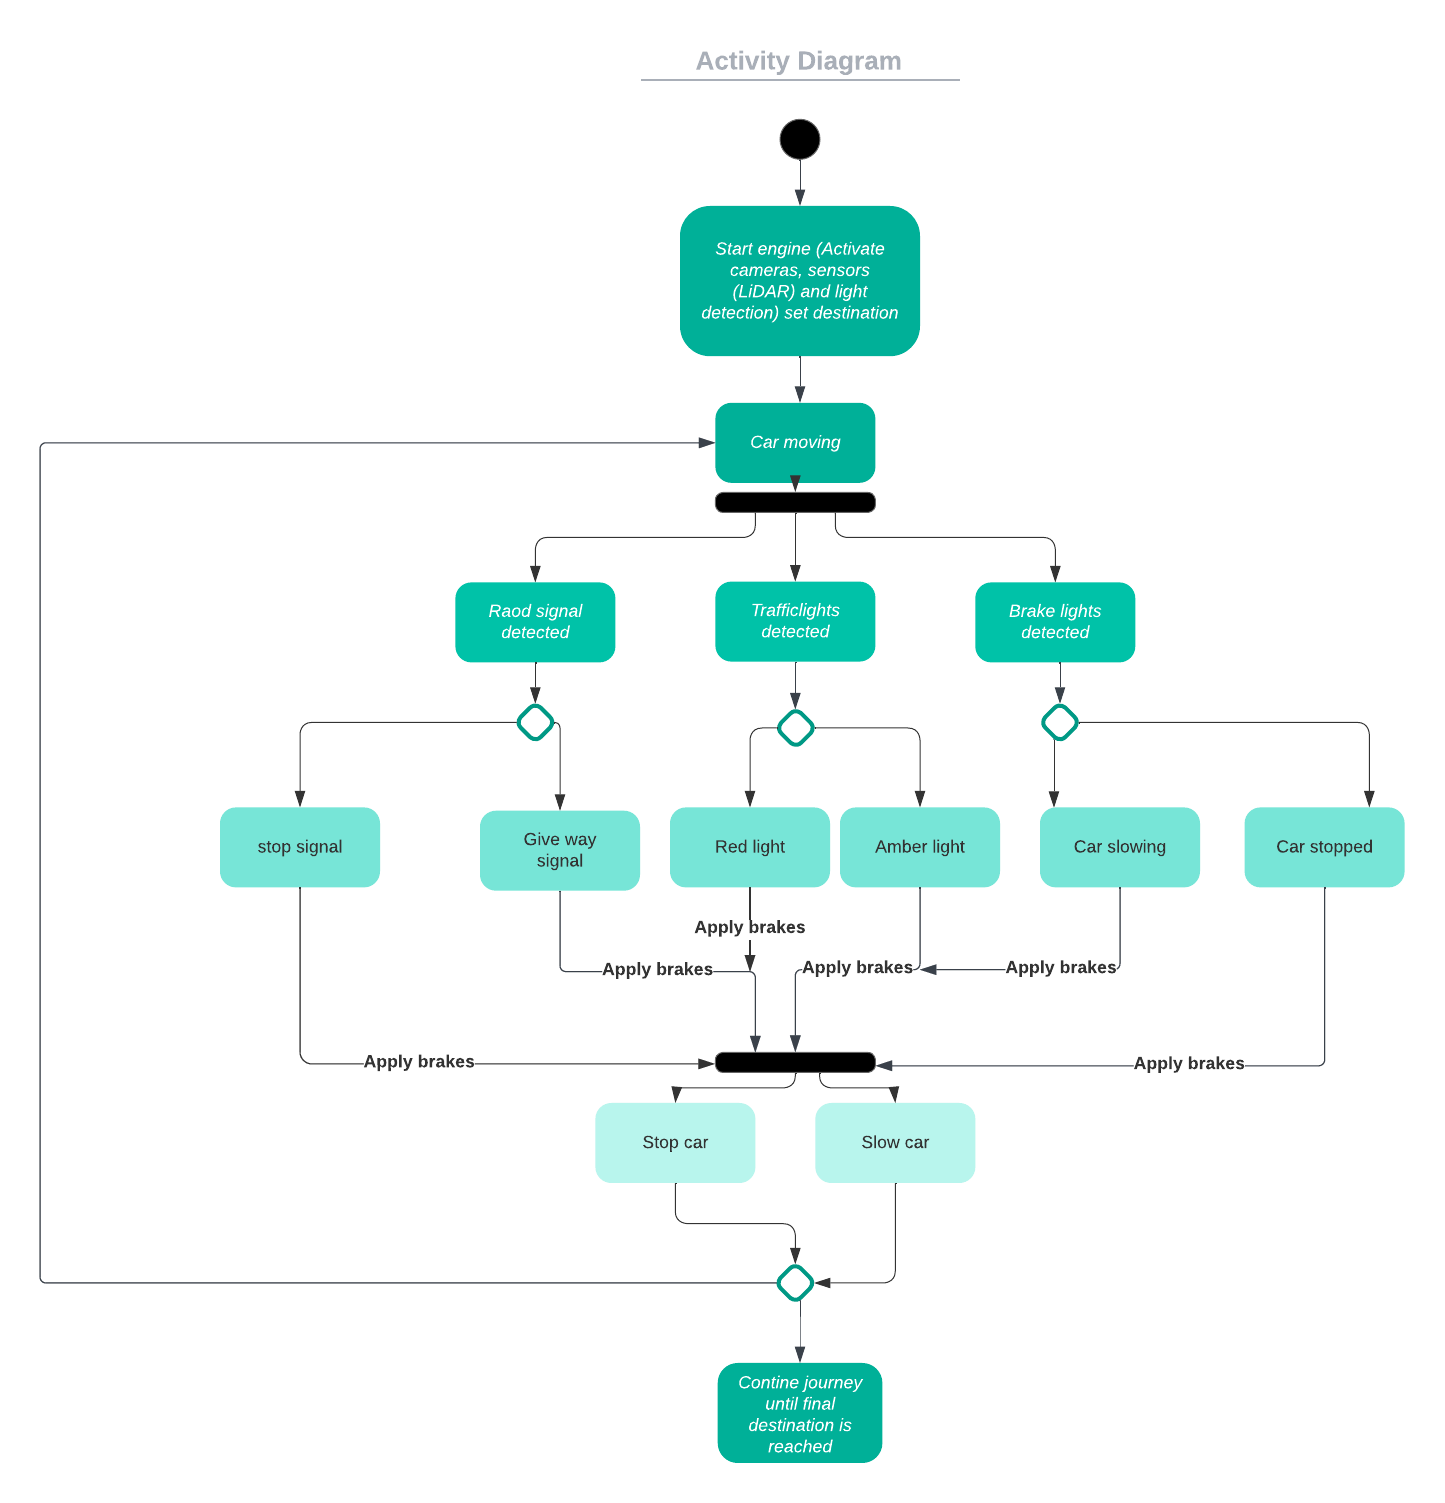 Activity Diagram
Start engine (Activate
cameras, sensors
(LiDAR) and light
detection) set destination
Car moving
Raod signal
detected
Trafficlights
detected
Brake lights
detected
stop signal
Give way
signal
Red light
Amber light
Car slowing
Car stopped
Apply brakes
Apply brakes
Apply brakes
Apply brakes
Apply brakes
Apply brakes
Stop car
Slow car
Contine journey
until final
destination is
reached